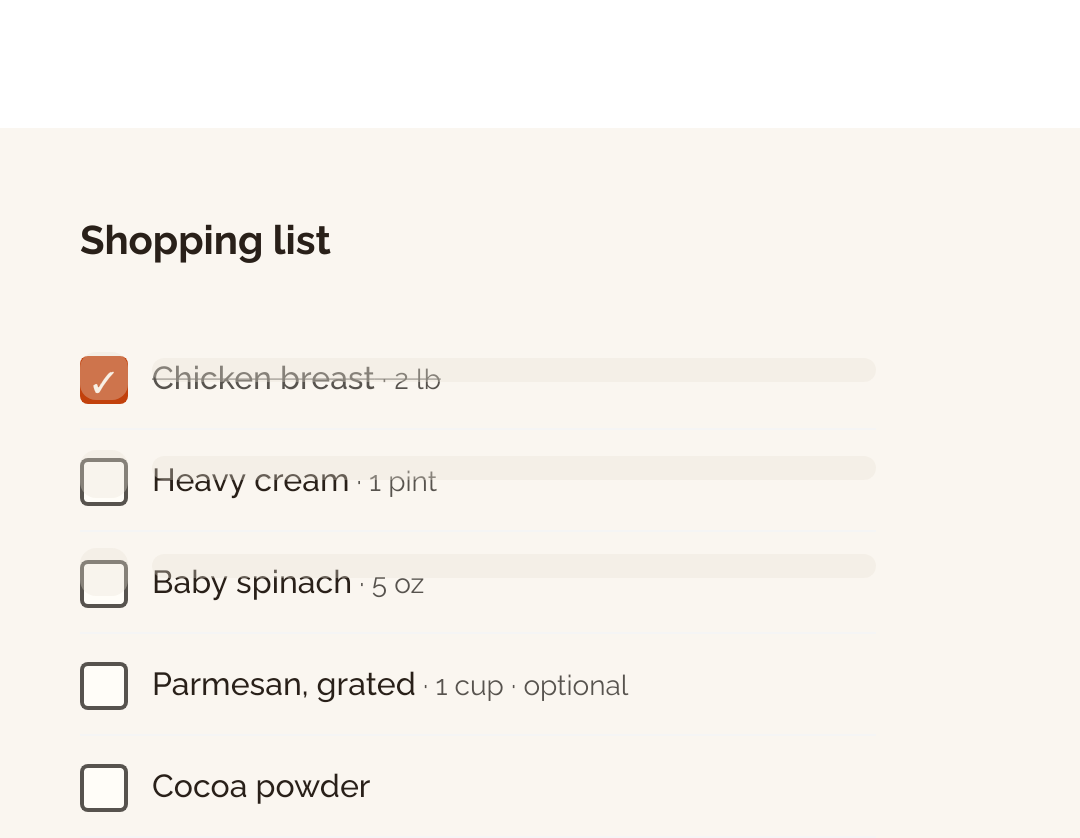 Shopping list
✓ Chicken breast · 2 lb
Heavy cream · 1 pint
Baby spinach · 5 oz
Parmesan, grated · 1 cup · optional
Cocoa powder